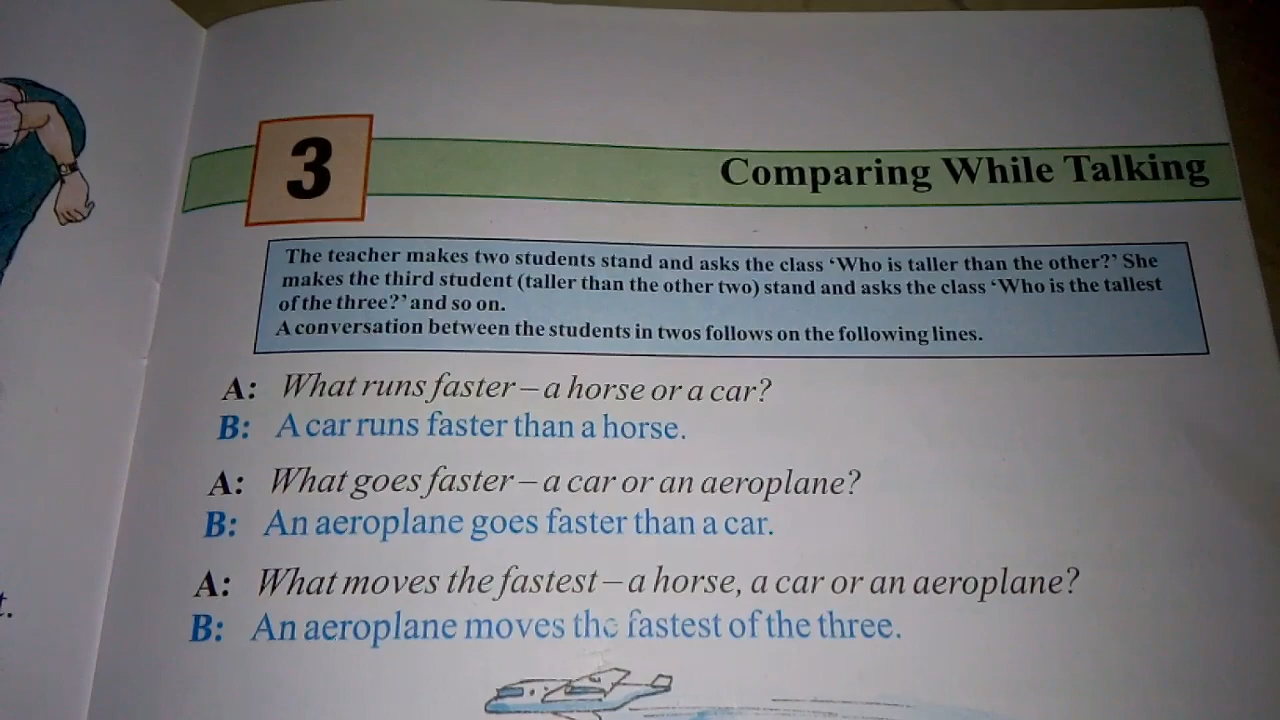 3
Comparing While Talking
The teacher makes two students stand and asks the class ‘Who is taller than the other?’ She
makes the third student (taller than the other two) stand and asks the class ‘Who is the tallest
of the three?’ and so on.
A conversation between the students in twos follows on the following lines.
A: What runs faster – a horse or a car?
B: A car runs faster than a horse.
A: What goes faster – a car or an aeroplane?
B: An aeroplane goes faster than a car.
A: What moves the fastest – a horse, a car or an aeroplane?
B: An aeroplane moves the fastest of the three.